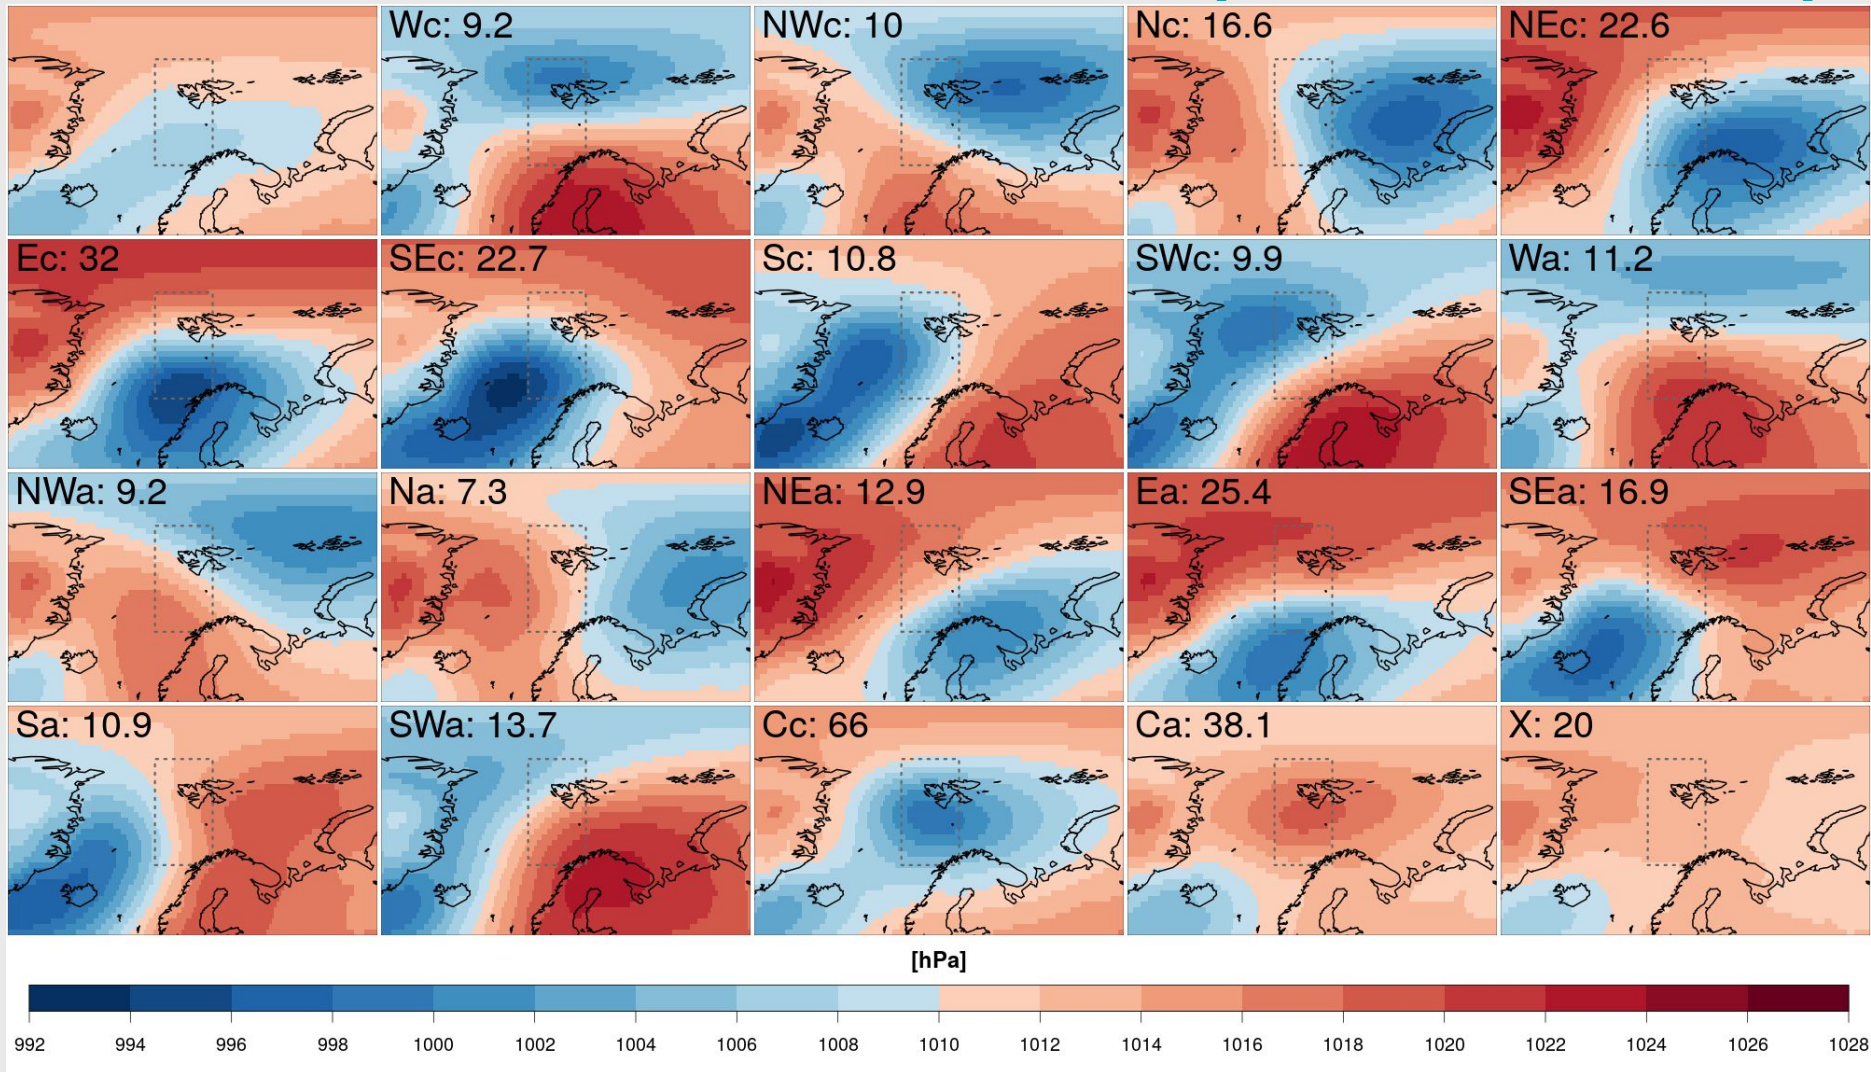 Wc: 9.2
NWc: 10
Nc: 16.6
NEc: 22.6
Ec: 32
SEc: 22.7
Sc: 10.8
SWc: 9.9
Wa: 11.2
NWa: 9.2
Na: 7.3
NEa: 12.9
Ea: 25.4
SEa: 16.9
Sa: 10.9
SWa: 13.7
Cc: 66
Ca: 38.1
X: 20
[hPa]
992 994 996 998 1000 1002 1004 1006 1008 1010 1012 1014 1016 1018 1020 1022 1024 1026 1028